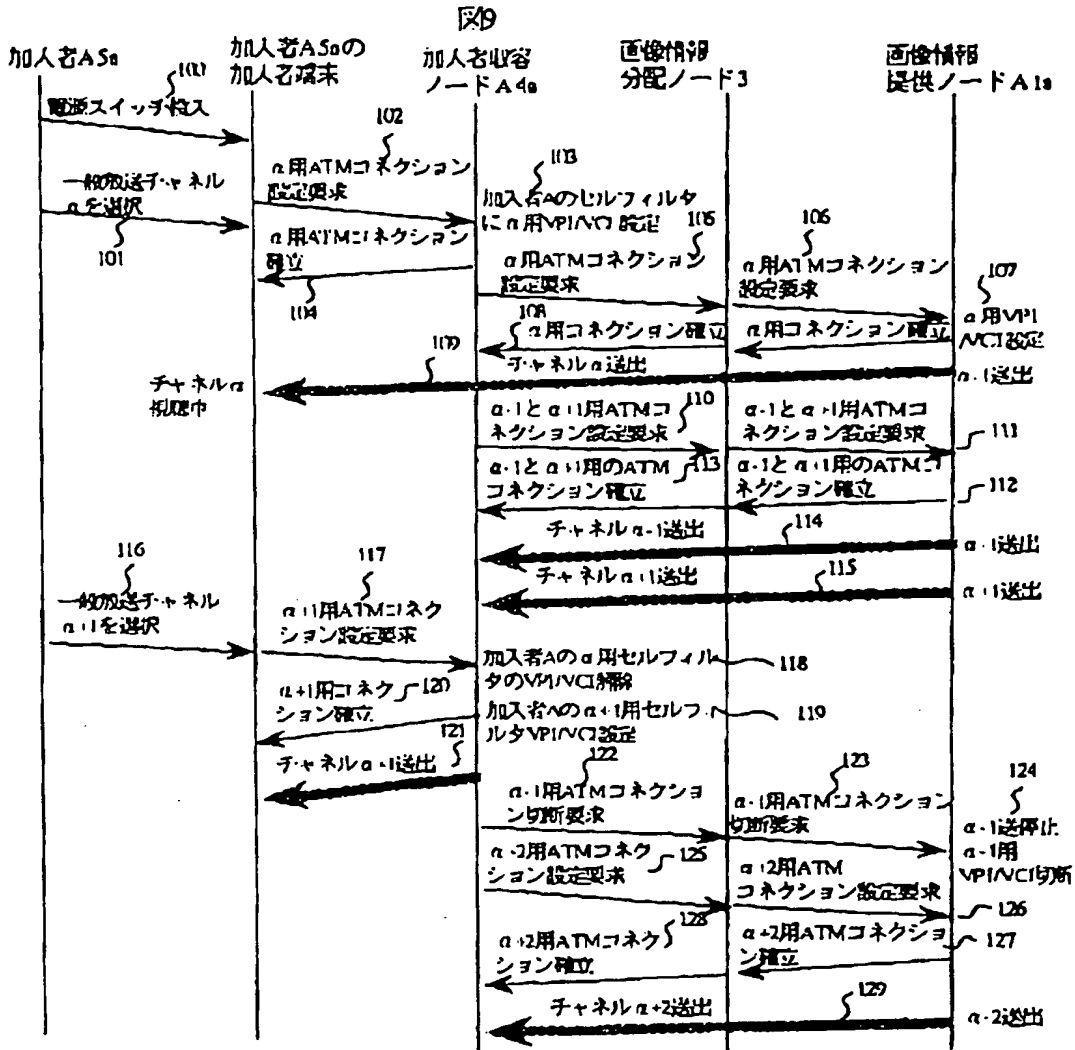 図9
加入者A5a
加入者A5aの
加入者端末
加入者収容
ノードA4a
画像情報
分配ノード3
画像情報
提供ノードA1a
100
電源スイッチ投入
102
α用ATMコネクション
設定要求
一般放送チャネル
αを選択
101
103
加入者Aのセルフィルタ
にα用VPI/VCI設定
α用ATMコネクション
確立
104
105
α用ATMコネクション
設定要求
106
α用ATMコネクション
設定要求
107
α用VPI
/VCI設定
108
α用コネクション確立
α用コネクション確立
109
チャネルα送出
α-1送出
チャネルα
視聴中
α-1とα+1用ATMコ
ネクション設定要求
110
α-1とα+1用ATMコ
ネクション設定要求
111
α-1とα+1用のATM
コネクション確立
113
α-1とα+1用のATMコ
ネクション確立
112
チャネルα-1送出
114
α-1送出
チャネルα+1送出
115
α+1送出
116
一般放送チャネル
α+1を選択
117
α+1用ATMコネク
ション設定要求
加入者Aのα用セルフィル
タのVPI/VCI解除
118
α+1用コネク
ション確立
120
加入者Aのα+1用セルフィ
ルタVPI/VCI設定
119
チャネルα+1送出
121
122
α-1用ATMコネクショ
ン切断要求
123
α-1用ATMコネクション
切断要求
124
α-1送停止
α-1用
VPI/VCI切断
α+2用ATMコネク
ション設定要求
125
α+2用ATM
コネクション設定要求
126
α+2用ATMコネク
ション確立
128
α+2用ATMコネクショ
ン確立
127
チャネルα+2送出
129
α-2送出